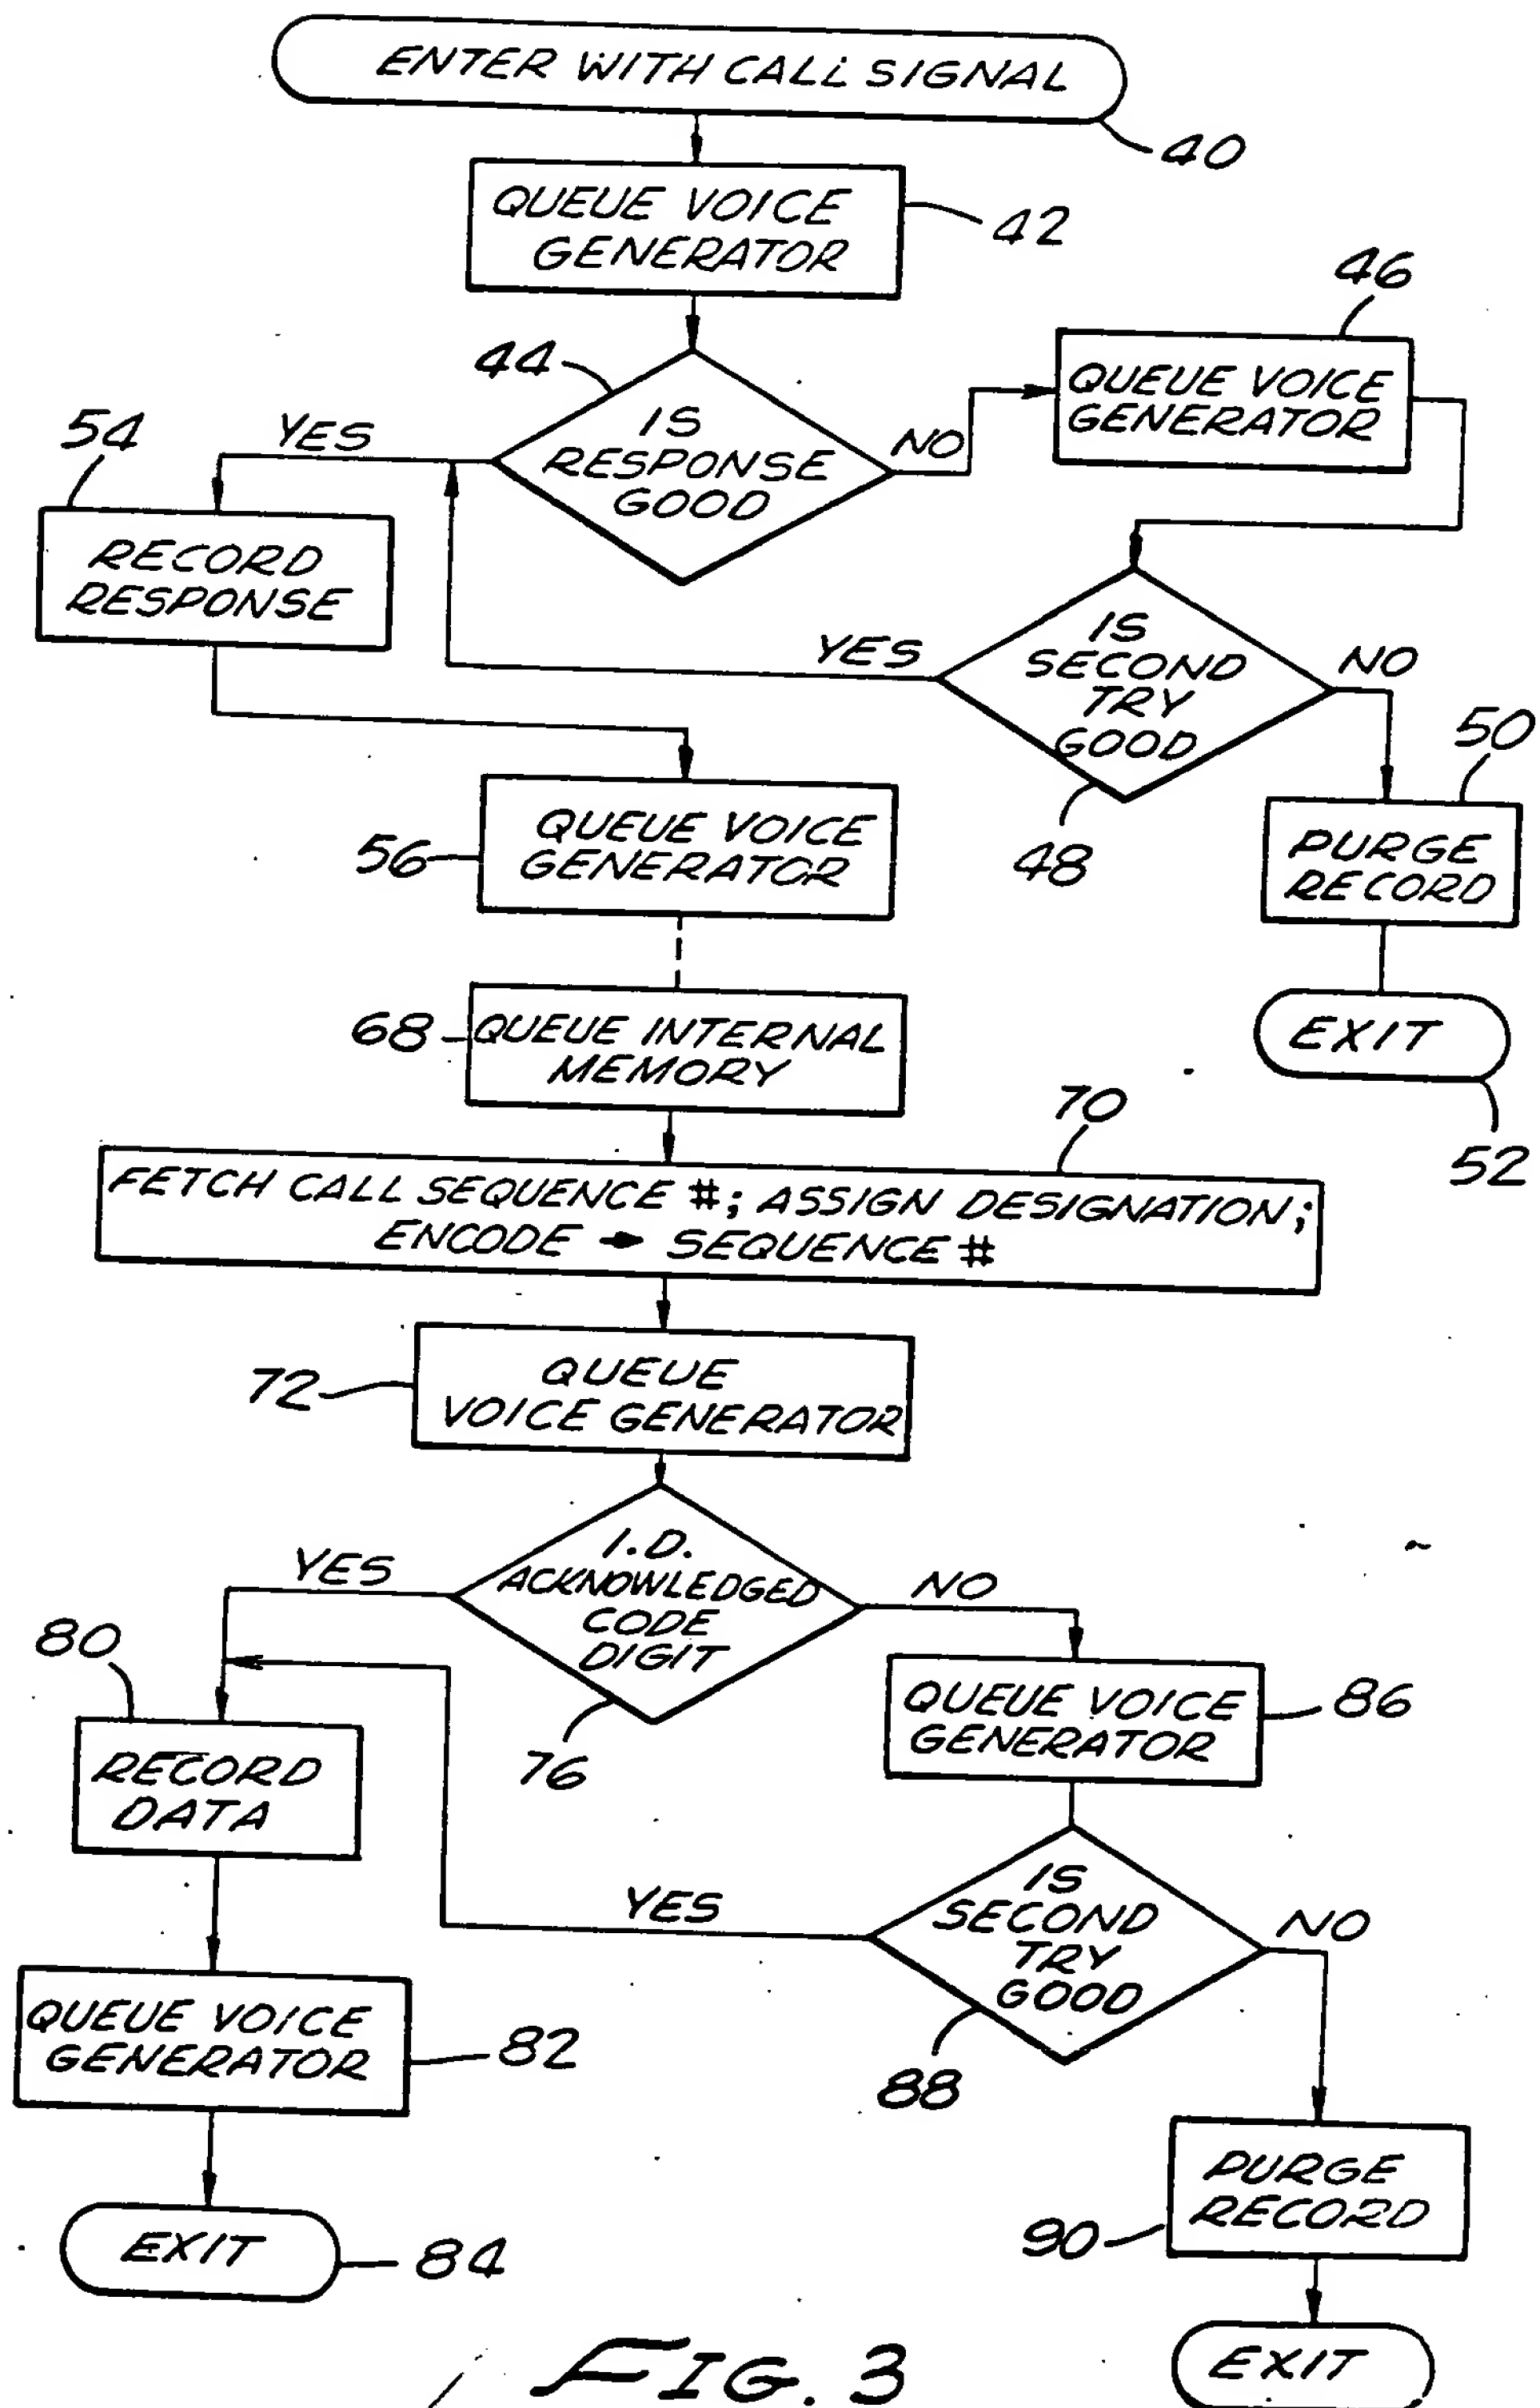 ENTER WITH CALL SIGNAL
40
QUEUE VOICE
GENERATOR
42
46
44
IS
RESPONSE
GOOD
YES
NO
QUEUE VOICE
GENERATOR
54
RECORD
RESPONSE
YES
IS
SECOND
TRY
GOOD
NO
48
50
PURGE
RECORD
EXIT
52
56
QUEUE VOICE
GENERATOR
68
QUEUE INTERNAL
MEMORY
70
FETCH CALL SEQUENCE #; ASSIGN DESIGNATION;
ENCODE → SEQUENCE #
72
QUEUE
VOICE GENERATOR
YES
I.D.
ACKNOWLEDGED
CODE
DIGIT
NO
76
80
RECORD
DATA
QUEUE VOICE
GENERATOR
86
YES
IS
SECOND
TRY
GOOD
NO
88
QUEUE VOICE
GENERATOR
82
EXIT
84
PURGE
RECORD
90
EXIT
FIG. 3